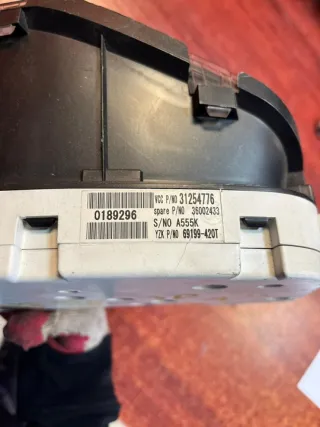 VCC P/NO 31254776
spare P/NO 36002433
0189296
S/NO A555K
YZK P/NO 69199-420T